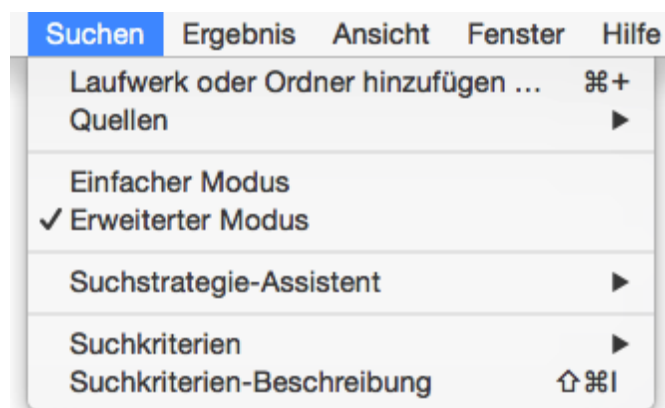 Suchen Ergebnis Ansicht Fenster Hilfe
Laufwerk oder Ordner hinzufügen ... ⌘+
Quellen ▶
Einfacher Modus
✓ Erweiterter Modus
Suchstrategie-Assistent ▶
Suchkriterien ▶
Suchkriterien-Beschreibung ⇧⌘I